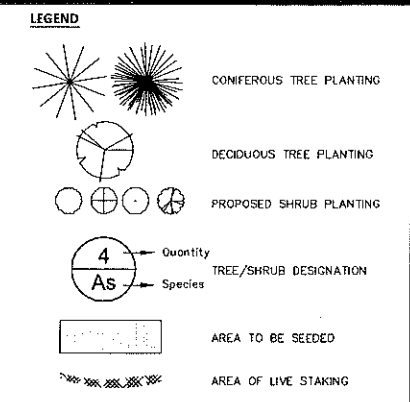 LEGEND
CONIFEROUS TREE PLANTING
DECIDUOUS TREE PLANTING
PROPOSED SHRUB PLANTING
4 Quantity
TREE/SHRUB DESIGNATION
As Species
AREA TO BE SEEDED
AREA OF LIVE STAKING